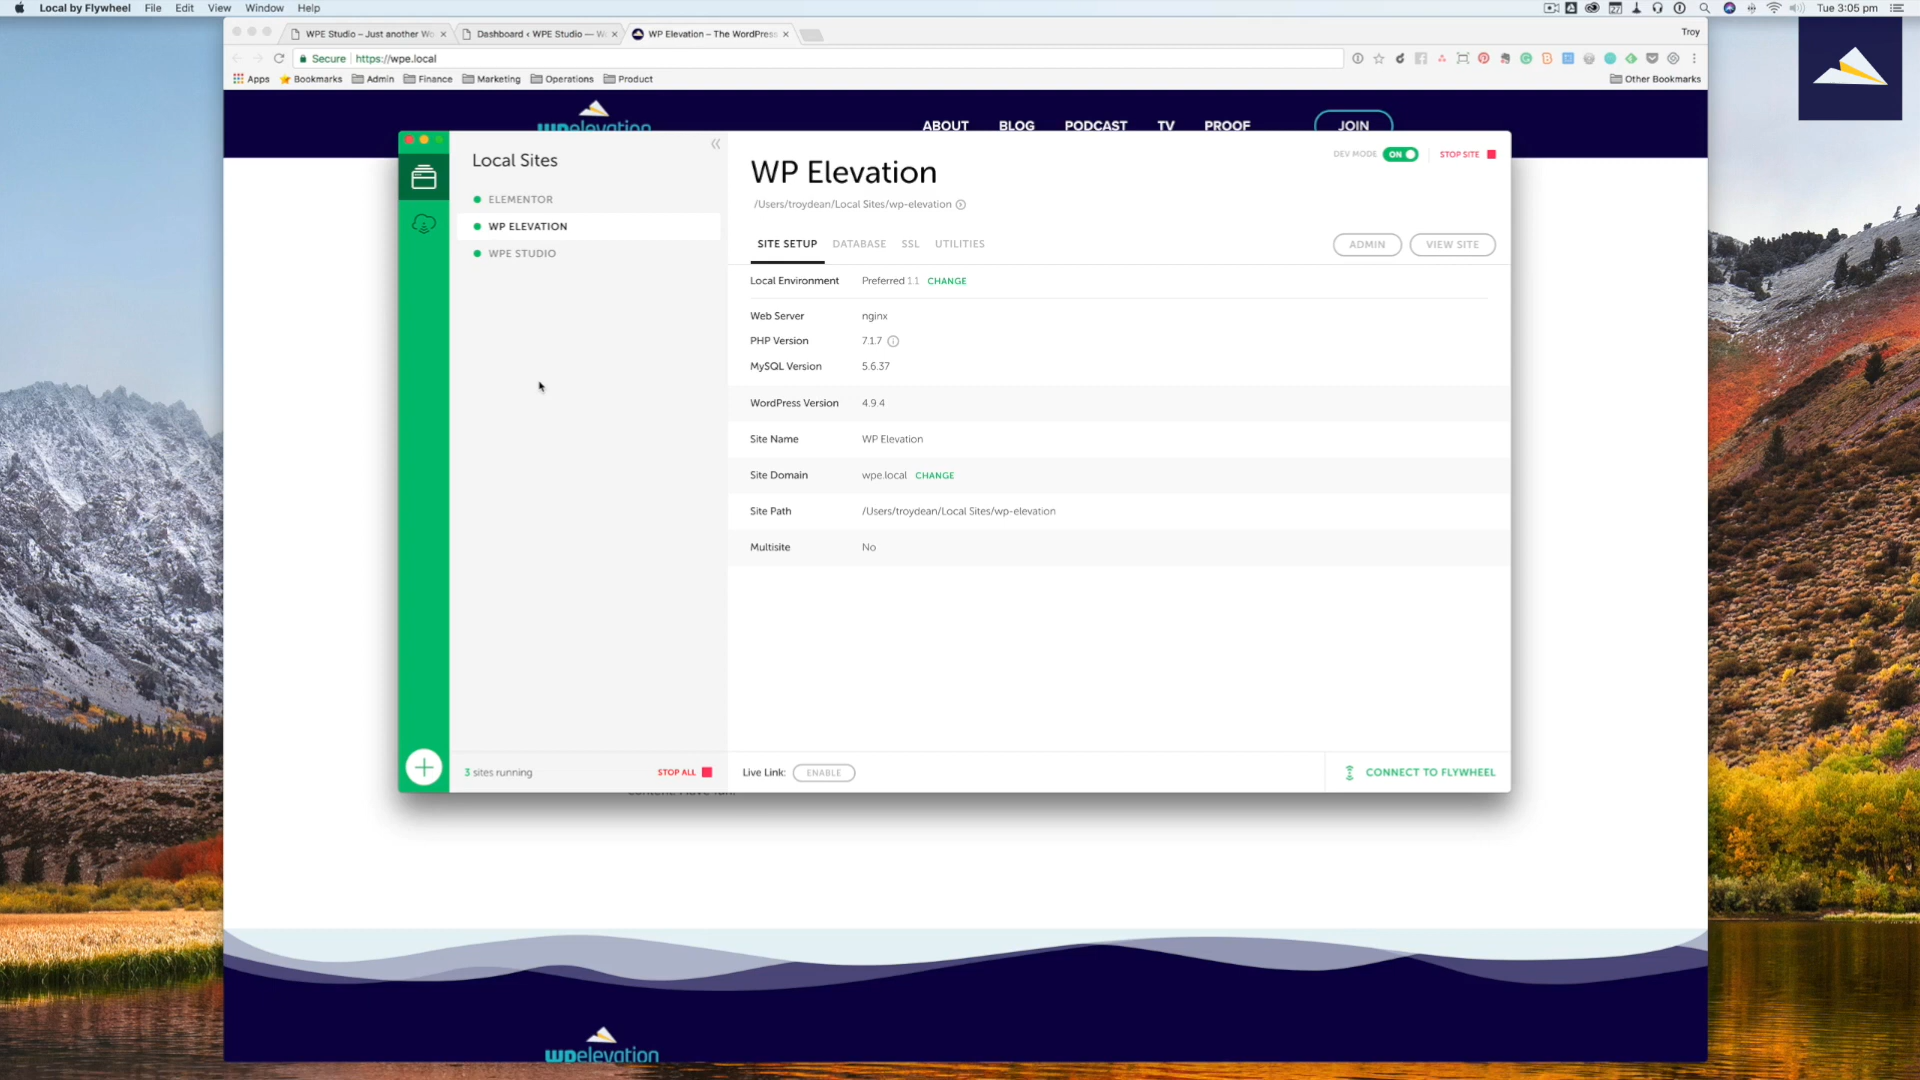 Local by Flywheel File Edit View Window Help
Tue 3:05 pm
WPE Studio – Just another Wo
Dashboard ‹ WPE Studio — W
WP Elevation – The WordPress
Troy
Secure https://wpe.local
Apps Bookmarks Admin Finance Marketing Operations Product
Other Bookmarks
wpelevation
ABOUT BLOG PODCAST TV PROOF JOIN
Local Sites
ELEMENTOR
WP ELEVATION
WPE STUDIO
3 sites running
STOP ALL
WP Elevation
DEV MODE ON STOP SITE
/Users/troydean/Local Sites/wp-elevation
SITE SETUP DATABASE SSL UTILITIES
ADMIN VIEW SITE
Local Environment Preferred 1.1 CHANGE
Web Server nginx
PHP Version 7.1.7
MySQL Version 5.6.37
WordPress Version 4.9.4
Site Name WP Elevation
Site Domain wpe.local CHANGE
Site Path /Users/troydean/Local Sites/wp-elevation
Multisite No
Live Link: ENABLE
CONNECT TO FLYWHEEL
wpelevation